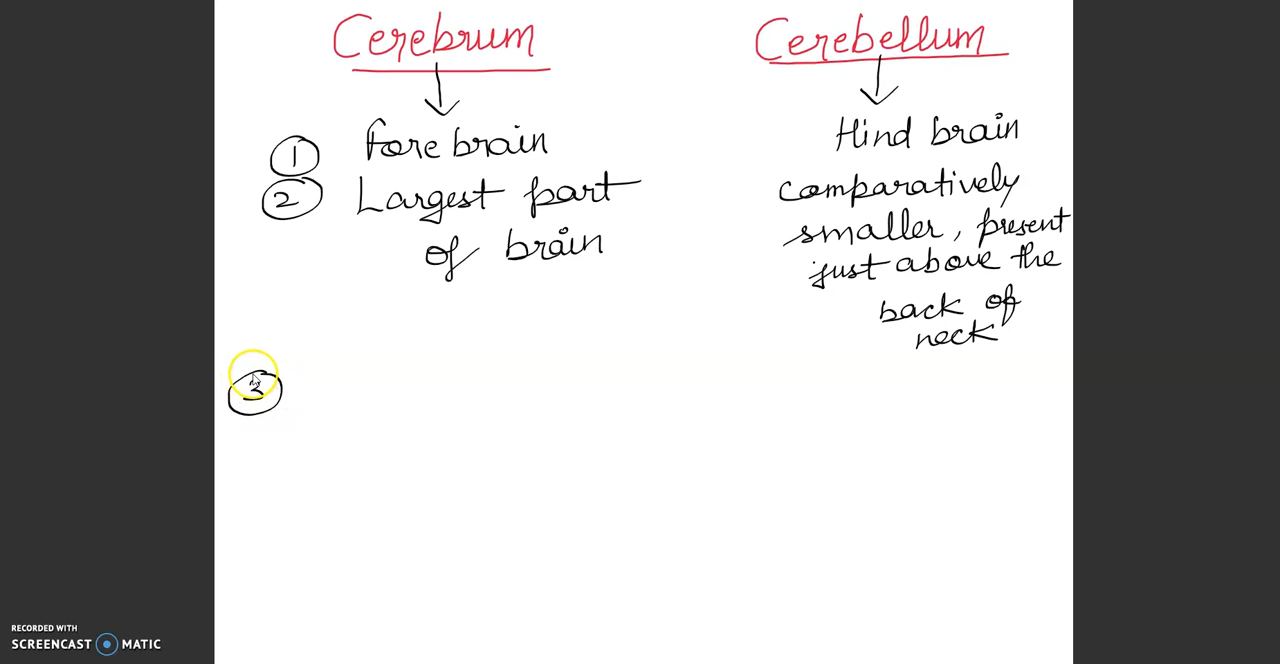 Cerebrum
Cerebellum
1 Fore brain
Hind brain
2 Largest part
of brain
comparatively
smaller, present
just above the
back of
neck
3
RECORDED WITH
SCREENCAST MATIC